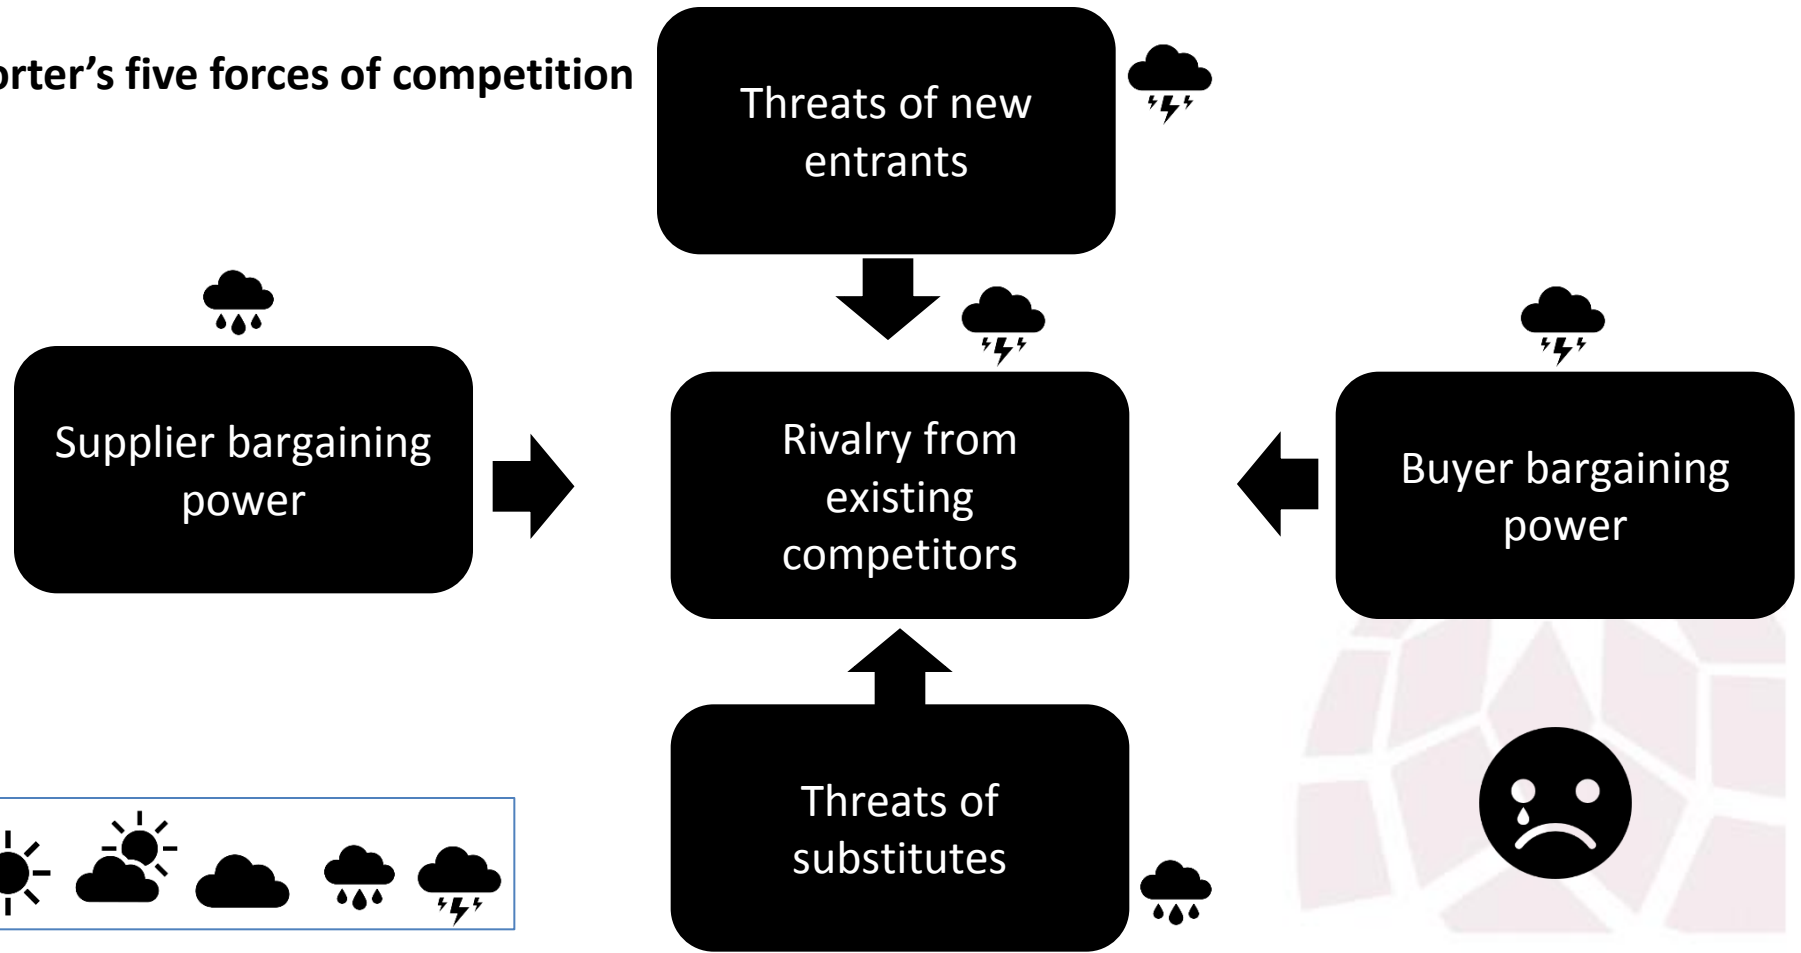 orter's five forces of competition
Threats of new
entrants
Supplier bargaining
power
Rivalry from
existing
competitors
Buyer bargaining
power
Threats of
substitutes